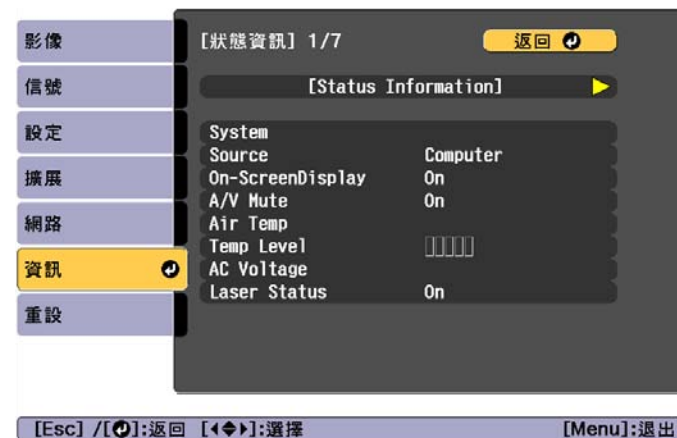 影像
信號
設定
擴展
網路
資訊
重設
[狀態資訊] 1/7
返回
[Status Information]
System
Source Computer
On-ScreenDisplay On
A/V Mute On
Air Temp
Temp Level
AC Voltage
Laser Status On
[Esc] /[]:返回 []:選擇 [Menu]:退出